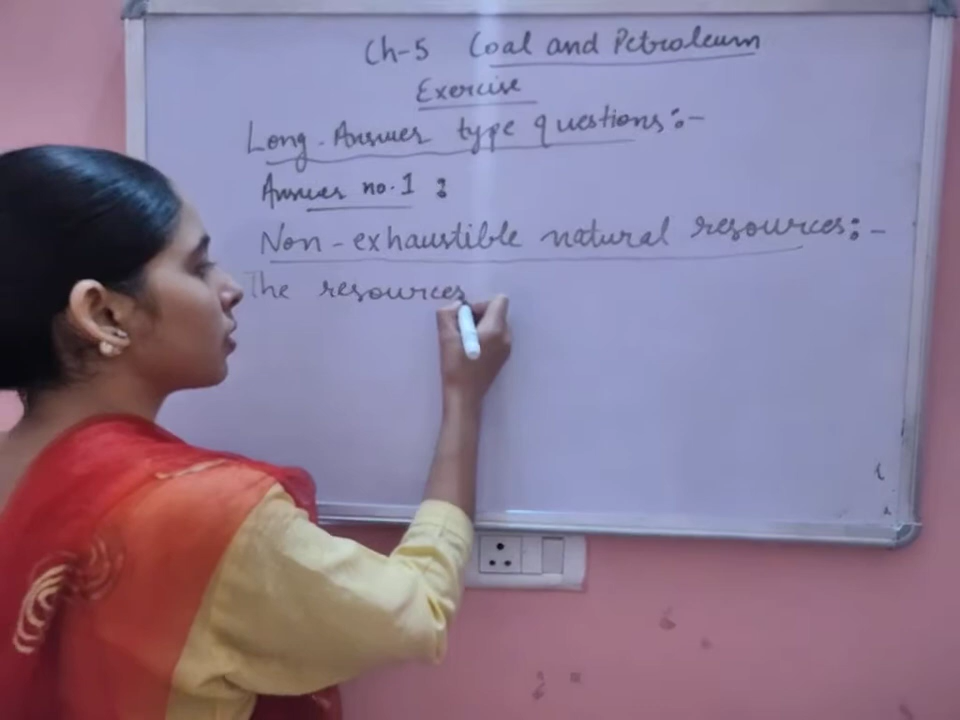 Ch-5 Coal and Petroleum
Exercise
Long Answer type questions:-
Answer no.1 :
Non-exhaustible natural resources:-
The resources